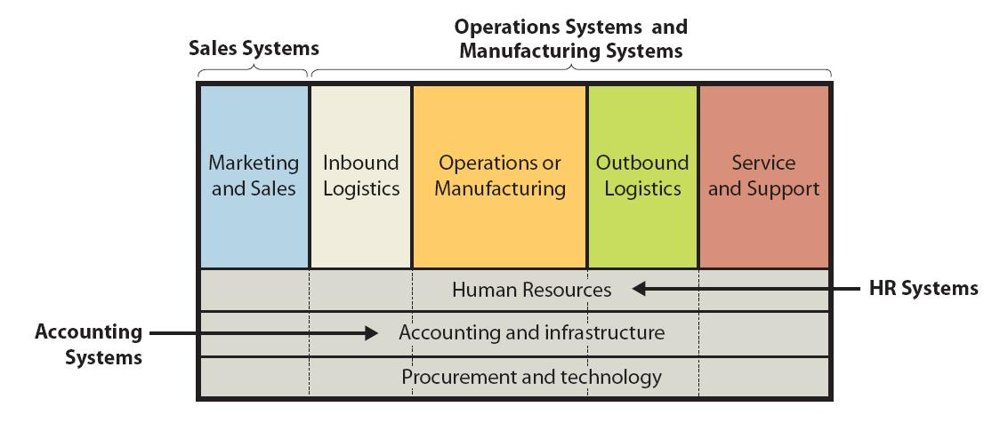 Operations Systems and
Manufacturing Systems
Sales Systems
Marketing
and Sales
Inbound
Logistics
Operations or
Manufacturing
Outbound
Logistics
Service
and Support
Human Resources
HR Systems
Accounting
Systems
Accounting and infrastructure
Procurement and technology